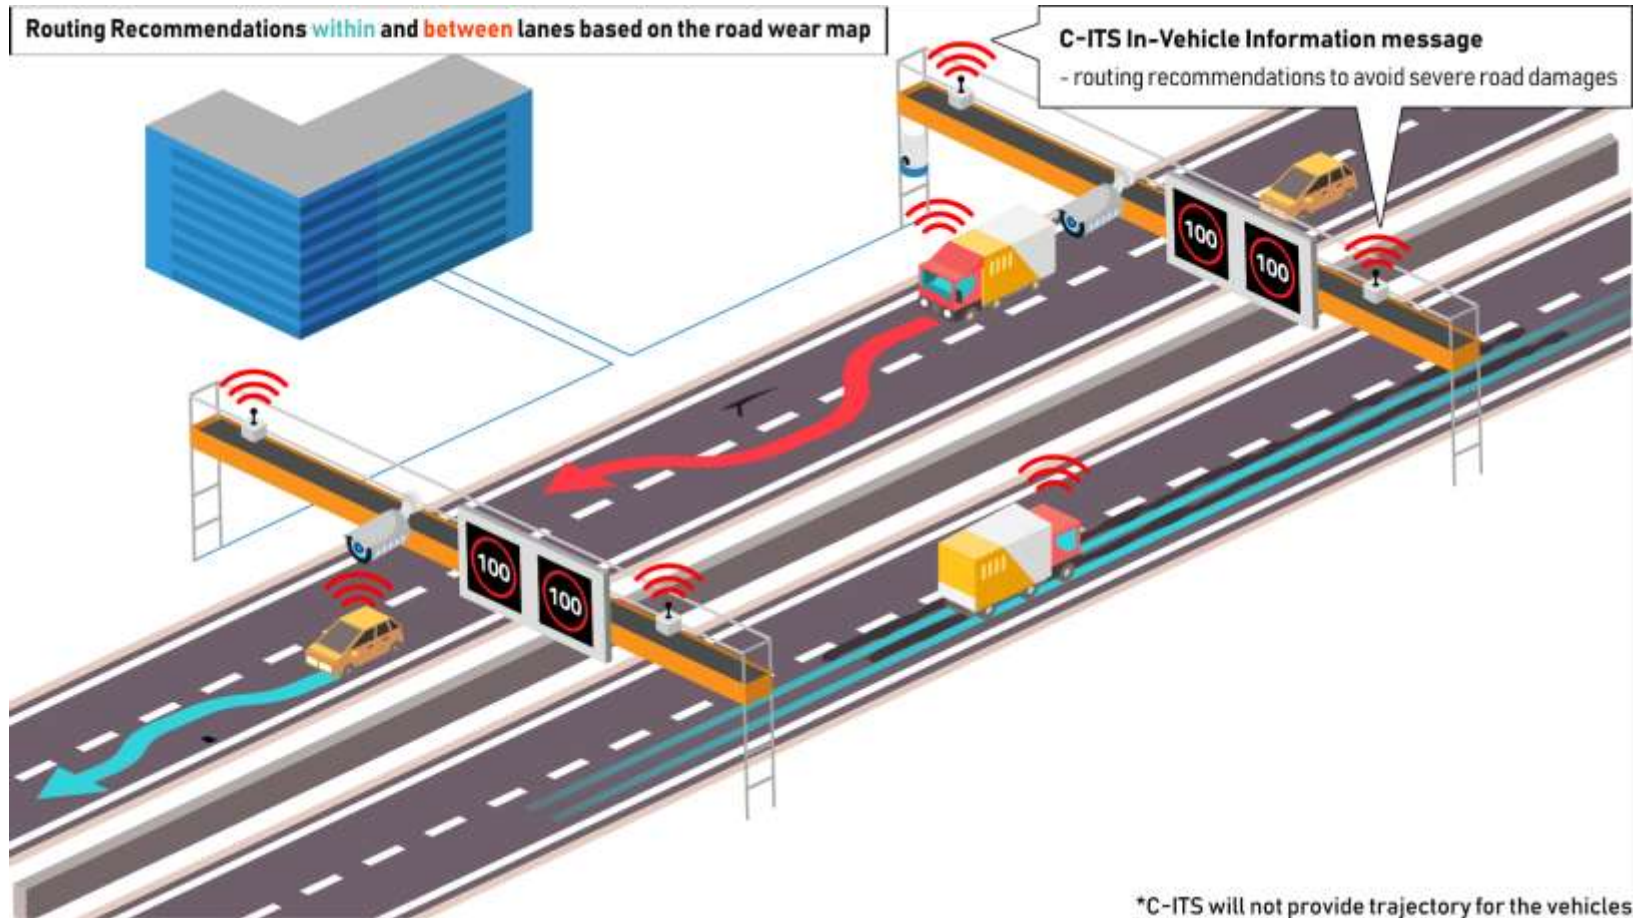 Routing Recommendations within and between lanes based on the road wear map
C-ITS In-Vehicle Information message
- routing recommendations to avoid severe road damages
100
100
100
100
*C-ITS will not provide trajectory for the vehicles